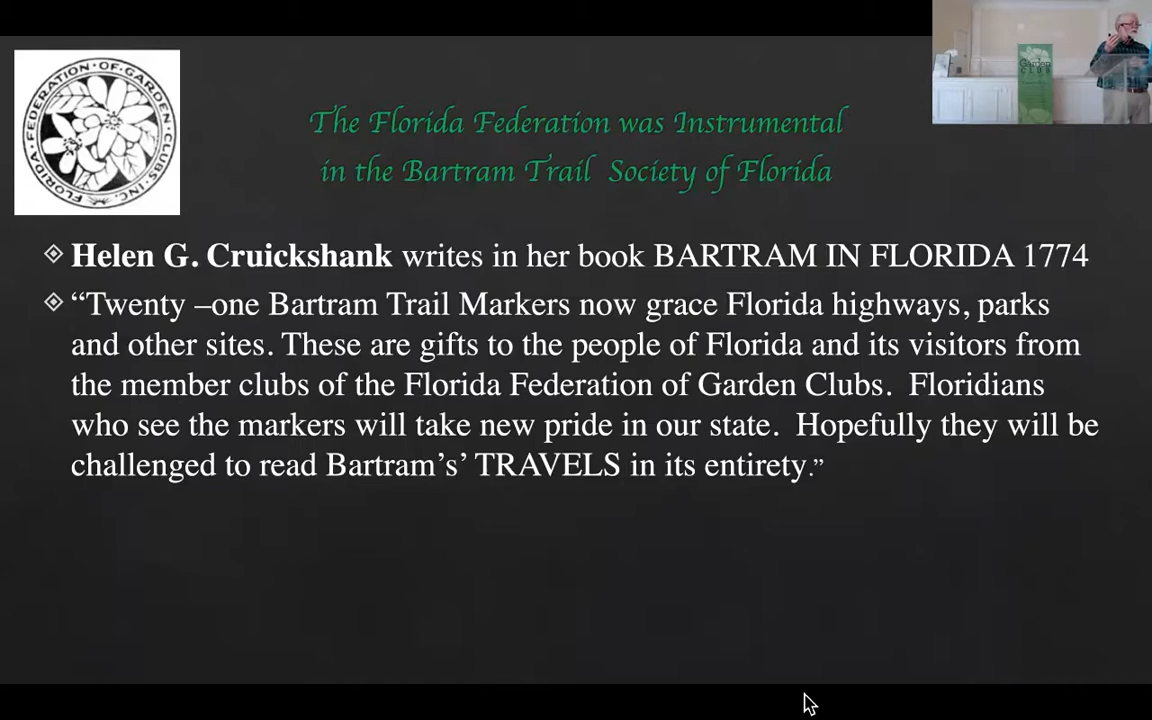 FLORIDA FEDERATION OF GARDEN CLUBS INC.
The Florida Federation was Instrumental
in the Bartram Trail Society of Florida
Helen G. Cruickshank writes in her book BARTRAM IN FLORIDA 1774
“Twenty –one Bartram Trail Markers now grace Florida highways, parks
and other sites. These are gifts to the people of Florida and its visitors from
the member clubs of the Florida Federation of Garden Clubs. Floridians
who see the markers will take new pride in our state. Hopefully they will be
challenged to read Bartram’s’ TRAVELS in its entirety.”
Garden
CLUB